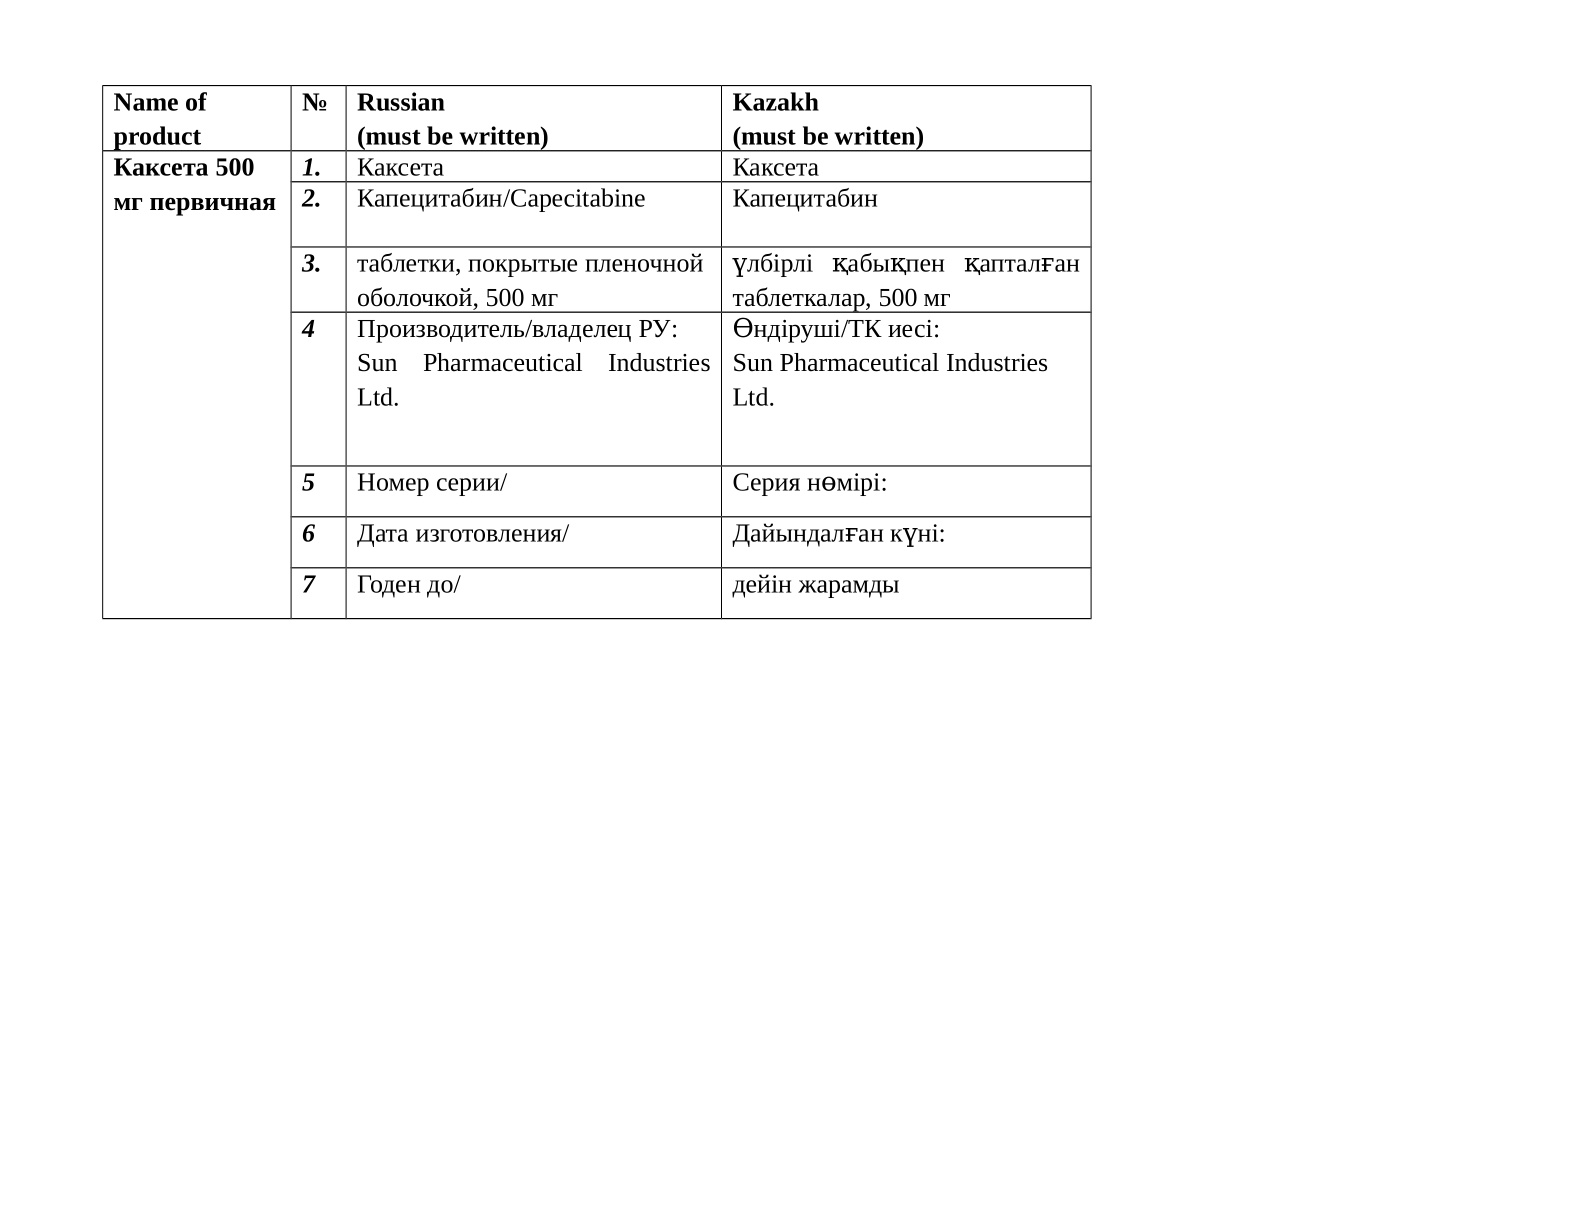 Name of
product
№
Russian
(must be written)
Kazakh
(must be written)
Каксета 500
мг первичная
1.
Каксета
Каксета
2.
Капецитабин/Capecitabine
Капецитабин
3.
таблетки, покрытые пленочной
оболочкой, 500 мг
үлбірлі қабықпен қапталған
таблеткалар, 500 мг
4
Производитель/владелец РУ:
Sun Pharmaceutical Industries
Ltd.
Өндіруші/ТК иесі:
Sun Pharmaceutical Industries
Ltd.
5
Номер серии/
Серия нөмірі:
6
Дата изготовления/
Дайындалған күні:
7
Годен до/
дейін жарамды